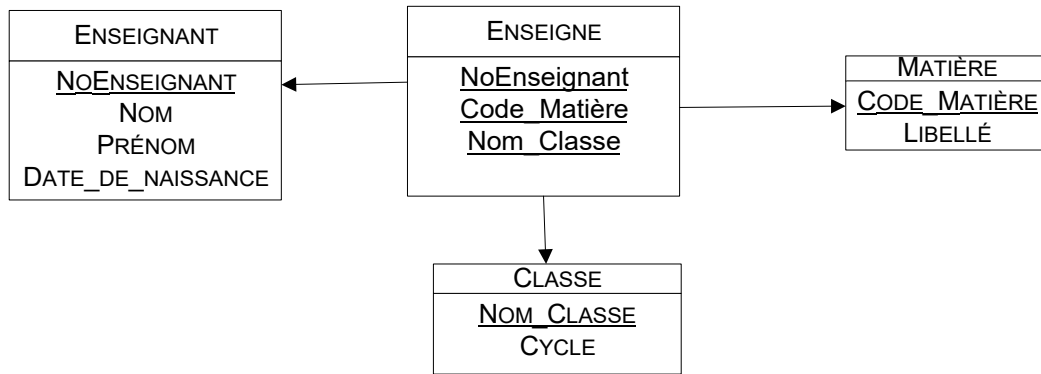 ENSEIGNANT
NOENSEIGNANT
NOM
PRÉNOM
DATE_DE_NAISSANCE
ENSEIGNE
NoEnseignant
Code_Matière
Nom_Classe
MATIÈRE
CODE_MATIÈRE
LIBELLÉ
CLASSE
NOM_CLASSE
CYCLE